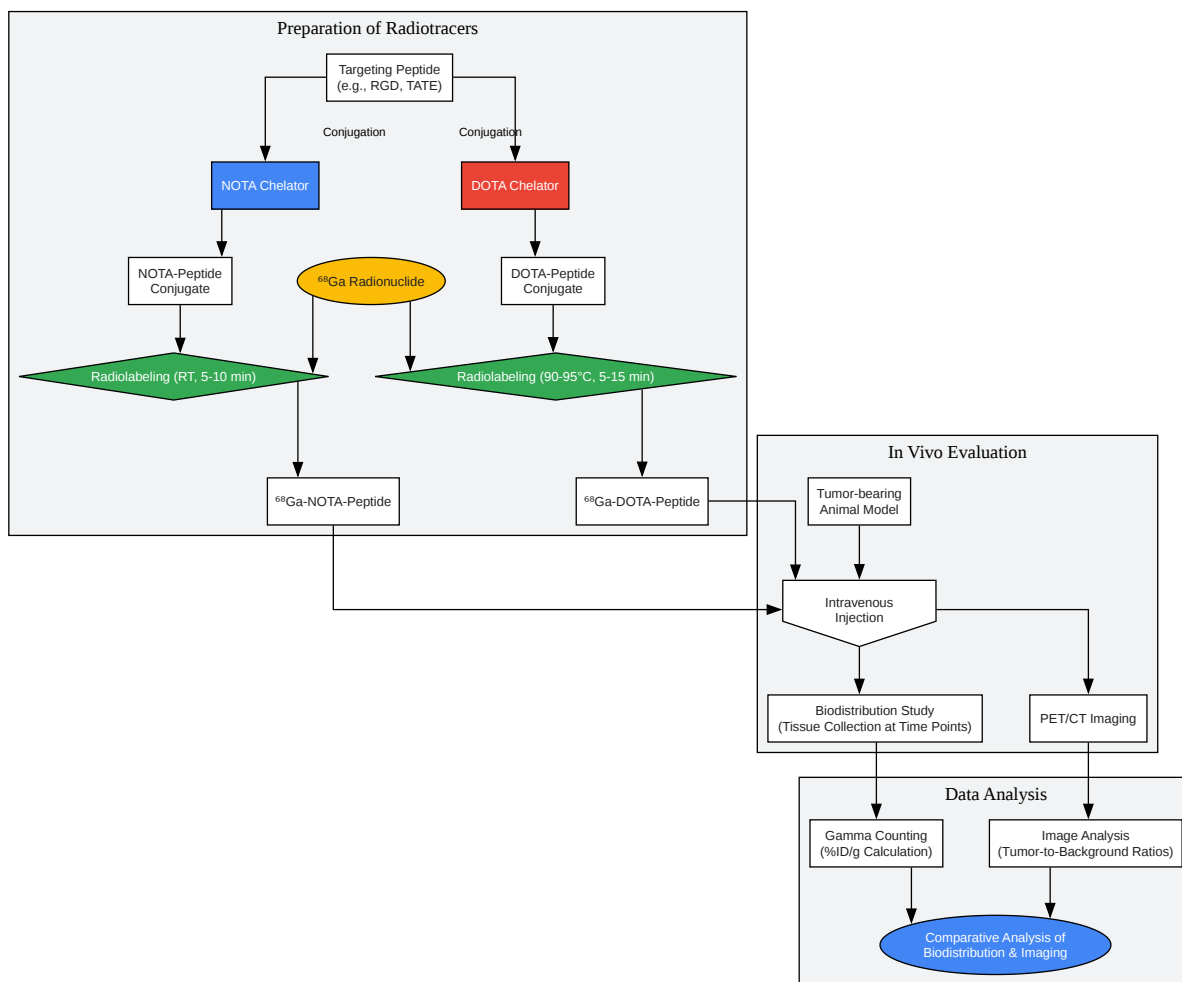 Preparation of Radiotracers
Targeting Peptide
(e.g., RGD, TATE)
Conjugation
Conjugation
NOTA Chelator
DOTA Chelator
NOTA-Peptide
Conjugate
⁶⁸Ga Radionuclide
DOTA-Peptide
Conjugate
Radiolabeling (RT, 5-10 min)
Radiolabeling (90-95°C, 5-15 min)
⁶⁸Ga-NOTA-Peptide
⁶⁸Ga-DOTA-Peptide
In Vivo Evaluation
Tumor-bearing
Animal Model
Intravenous
Injection
Biodistribution Study
(Tissue Collection at Time Points)
PET/CT Imaging
Data Analysis
Gamma Counting
(%ID/g Calculation)
Image Analysis
(Tumor-to-Background Ratios)
Comparative Analysis of
Biodistribution & Imaging